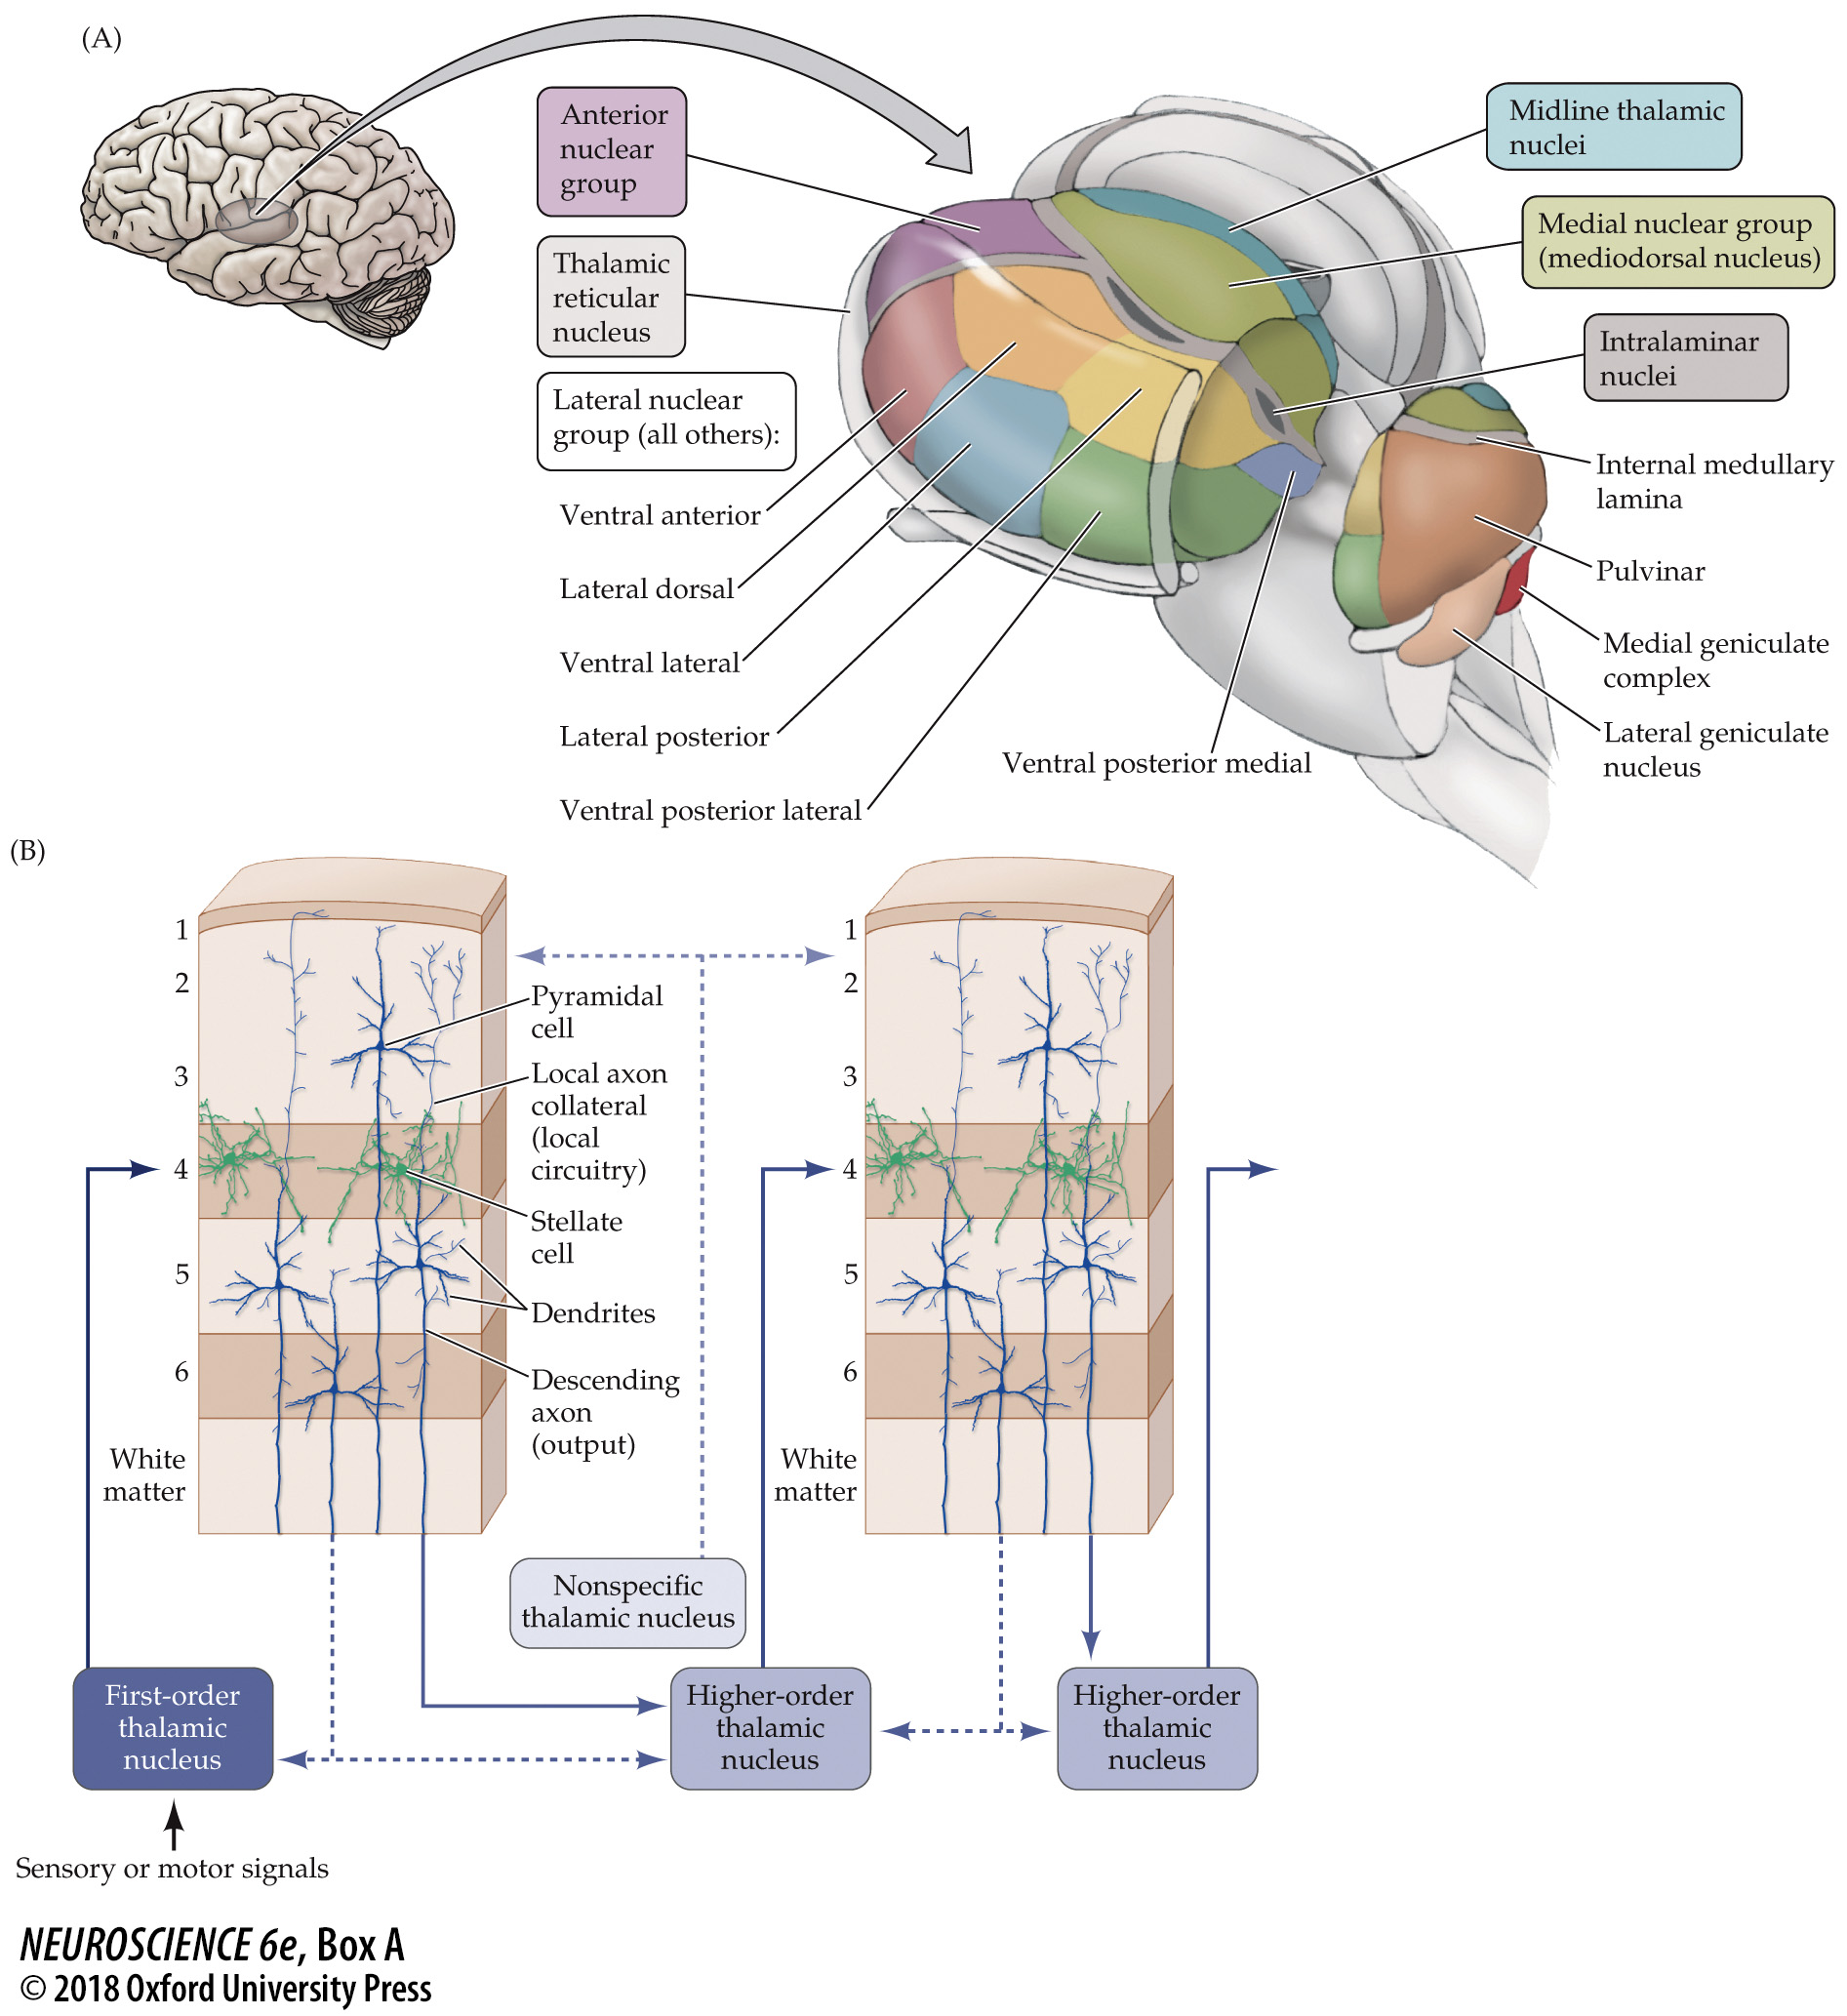 (A)
Anterior
nuclear
group
Thalamic
reticular
nucleus
Lateral nuclear
group (all others):
Ventral anterior
Lateral dorsal
Ventral lateral
Lateral posterior
Ventral posterior lateral
Ventral posterior medial
Midline thalamic
nuclei
Medial nuclear group
(mediodorsal nucleus)
Intralaminar
nuclei
Internal medullary
lamina
Pulvinar
Medial geniculate
complex
Lateral geniculate
nucleus
(B)
1
2
3
4
5
6
White
matter
Pyramidal
cell
Local axon
collateral
(local
circuitry)
Stellate
cell
Dendrites
Descending
axon
(output)
1
2
3
4
5
6
White
matter
Nonspecific
thalamic nucleus
First-order
thalamic
nucleus
Higher-order
thalamic
nucleus
Higher-order
thalamic
nucleus
Sensory or motor signals
NEUROSCIENCE 6e, Box A
© 2018 Oxford University Press